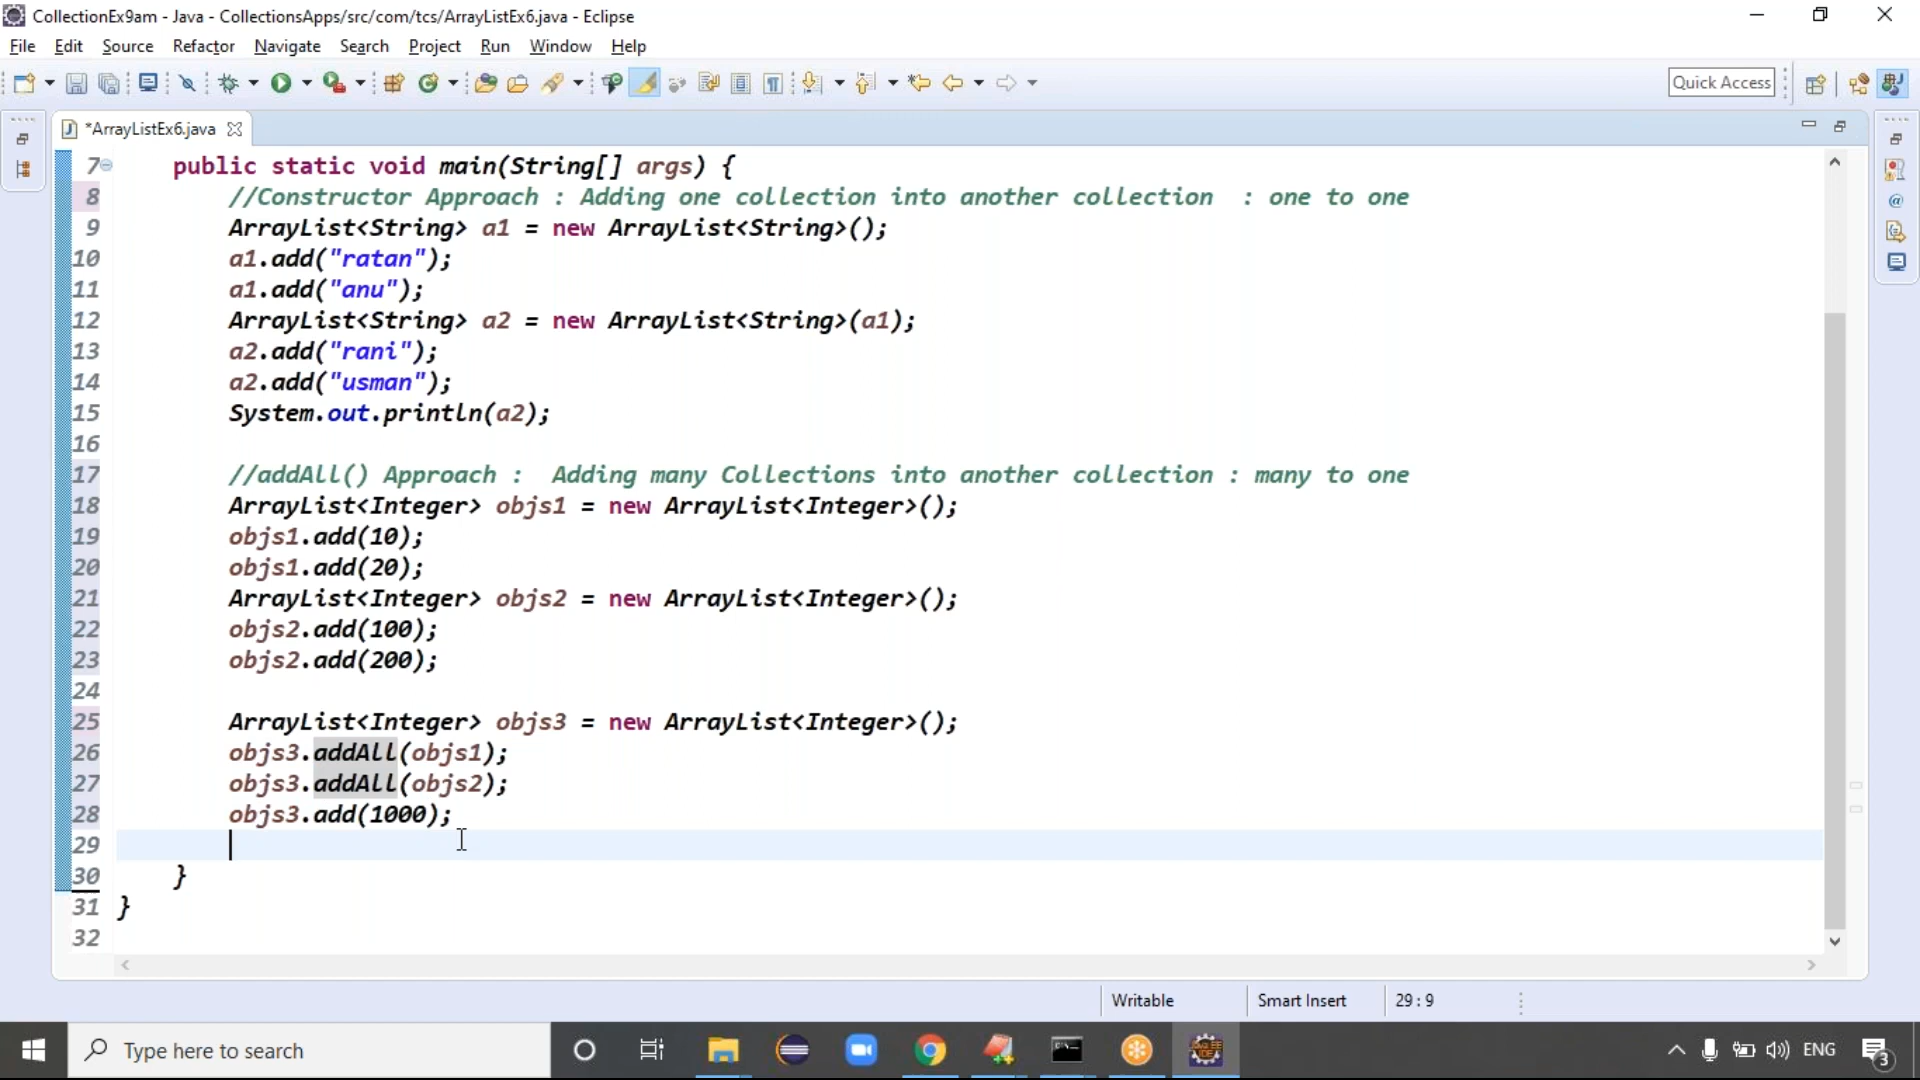 CollectionEx9am - Java - CollectionsApps/src/com/tcs/ArrayListEx6.java - Eclipse
File Edit Source Refactor Navigate Search Project Run Window Help
Quick Access
*ArrayListEx6.java
7 public static void main(String[] args) {
8 //Constructor Approach : Adding one collection into another collection : one to one
9 ArrayList<String> a1 = new ArrayList<String>();
10 a1.add("ratan");
11 a1.add("anu");
12 ArrayList<String> a2 = new ArrayList<String>(a1);
13 a2.add("rani");
14 a2.add("usman");
15 System.out.println(a2);
16
17 //addAll() Approach : Adding many Collections into another collection : many to one
18 ArrayList<Integer> objs1 = new ArrayList<Integer>();
19 objs1.add(10);
20 objs1.add(20);
21 ArrayList<Integer> objs2 = new ArrayList<Integer>();
22 objs2.add(100);
23 objs2.add(200);
24
25 ArrayList<Integer> objs3 = new ArrayList<Integer>();
26 objs3.addAll(objs1);
27 objs3.addAll(objs2);
28 objs3.add(1000);
29
30 }
31 }
32
Writable Smart Insert 29 : 9
Type here to search
ENG
3